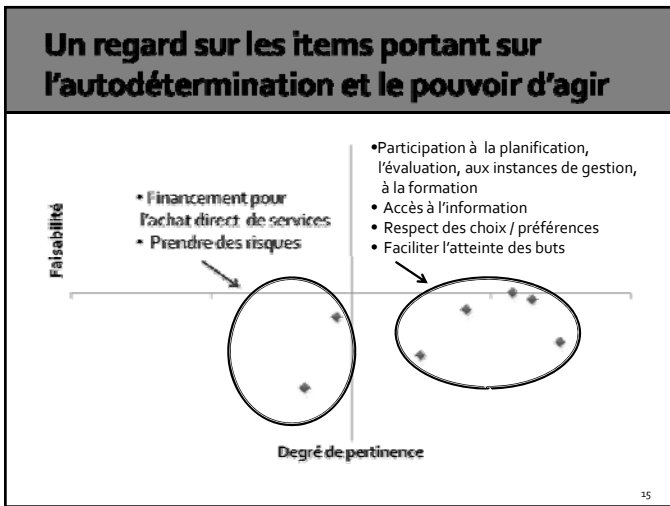 Un regard sur les items portant sur
l'autodétermination et le pouvoir d'agir
•Participation à la planification,
l'évaluation, aux instances de gestion,
à la formation
• Accès à l'information
• Respect des choix / préférences
• Faciliter l'atteinte des buts
• Financement pour
l'achat direct de services
• Prendre des risques
Faisabilité
Degré de pertinence
15